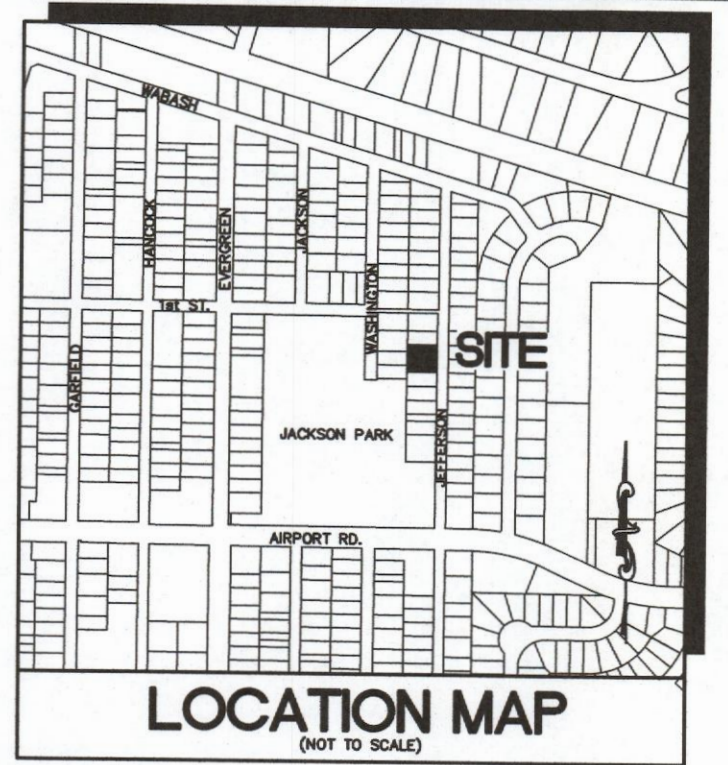 WABASH
HANCOCK
EVERGREEN
JACKSON
WASHINGTON
1st ST.
GARFIELD
SITE
JACKSON PARK
JEFFERSON
AIRPORT RD.
LOCATION MAP
(NOT TO SCALE)